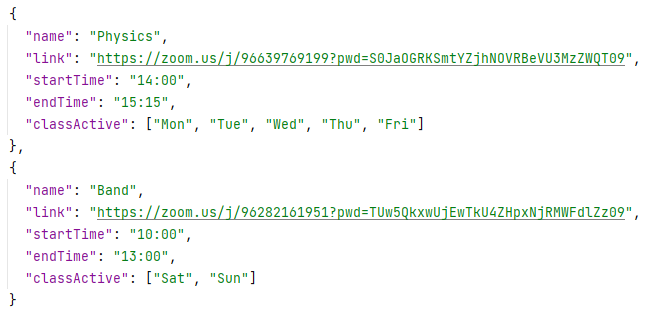 {
"name": "Physics",
"link": "https://zoom.us/j/96639769199?pwd=S0JaOGRKSmtYZjhNOVRBeVU3MzZWQT09",
"startTime": "14:00",
"endTime": "15:15",
"classActive": ["Mon", "Tue", "Wed", "Thu", "Fri"]
},
{
"name": "Band",
"link": "https://zoom.us/j/96282161951?pwd=TUw5QkxwUjEwTkU4ZHpxNjRMWFdlZz09",
"startTime": "10:00",
"endTime": "13:00",
"classActive": ["Sat", "Sun"]
}